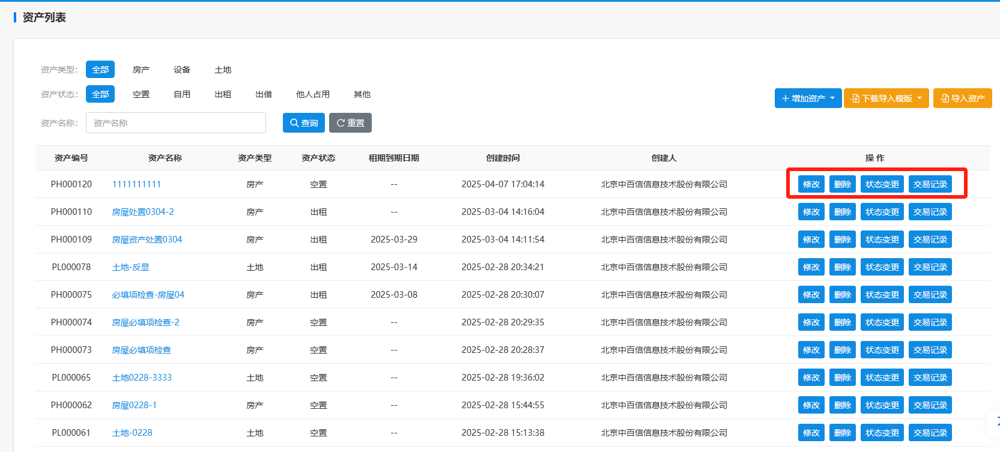 资产列表
资产类型： 全部 房产 设备 土地
资产状态： 全部 空置 自用 出租 出借 他人占用 其他
增加资产 下载导入模版 导入资产
资产名称： 资产名称 查询 重置
资产编号 资产名称 资产类型 资产状态 租期到期日期 创建时间 创建人 操 作
PH000120 1111111111 房产 空置 -- 2025-04-07 17:04:14 北京中百信信息技术股份有限公司 修改 删除 状态变更 交易记录
PH000110 房屋处置0304-2 房产 出租 -- 2025-03-04 14:16:04 北京中百信信息技术股份有限公司 修改 删除 状态变更 交易记录
PH000109 房屋资产处置0304 房产 出租 2025-03-29 2025-03-04 14:11:54 北京中百信信息技术股份有限公司 修改 删除 状态变更 交易记录
PL000078 土地-反显 土地 出租 2025-03-14 2025-02-28 20:34:21 北京中百信信息技术股份有限公司 修改 删除 状态变更 交易记录
PH000075 必填项检查-房屋04 房产 出租 2025-03-08 2025-02-28 20:30:07 北京中百信信息技术股份有限公司 修改 删除 状态变更 交易记录
PH000074 房屋必填项检查-2 房产 空置 -- 2025-02-28 20:29:35 北京中百信信息技术股份有限公司 修改 删除 状态变更 交易记录
PH000073 房屋必填项检查 房产 空置 -- 2025-02-28 20:28:37 北京中百信信息技术股份有限公司 修改 删除 状态变更 交易记录
PL000065 土地0228-3333 土地 空置 -- 2025-02-28 19:36:02 北京中百信信息技术股份有限公司 修改 删除 状态变更 交易记录
PH000062 房屋0228-1 房产 空置 -- 2025-02-28 15:44:55 北京中百信信息技术股份有限公司 修改 删除 状态变更 交易记录
PL000061 土地-0228 土地 空置 -- 2025-02-28 15:13:38 北京中百信信息技术股份有限公司 修改 删除 状态变更 交易记录